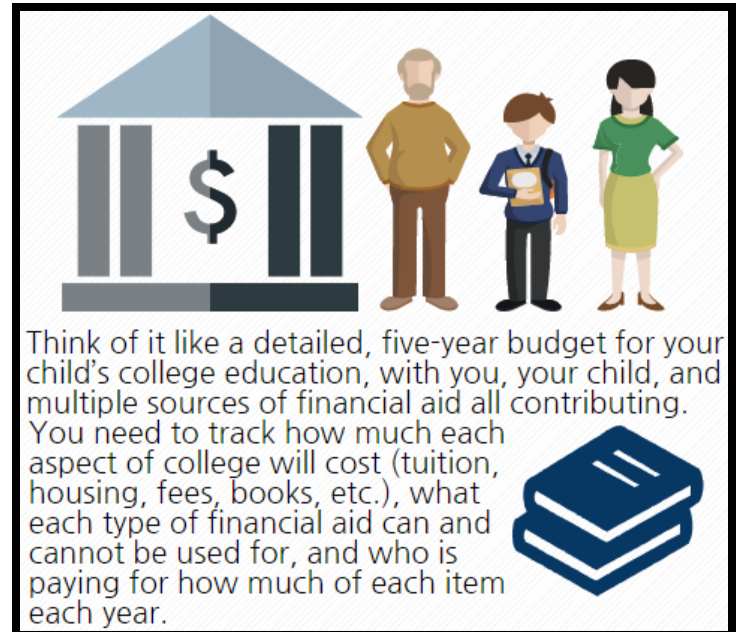 $
Think of it like a detailed, five-year budget for your
child's college education, with you, your child, and
multiple sources of financial aid all contributing.
You need to track how much each
aspect of college will cost (tuition,
housing, fees, books, etc.), what
each type of financial aid can and
cannot be used for, and who is
paying for how much of each item
each year.